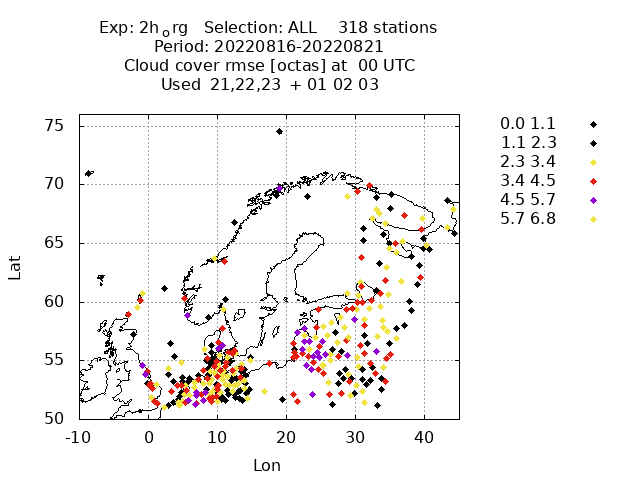 Exp: 2h o rg   Selection: ALL    318 stations
Period: 20220816-20220821
Cloud cover rmse [octas] at  00 UTC
Used  21,22,23  + 01 02 03
0.0 1.1
1.1 2.3
2.3 3.4
3.4 4.5
4.5 5.7
5.7 6.8
75
70
65
60
55
50
Lat
-10 0 10 20 30 40
Lon